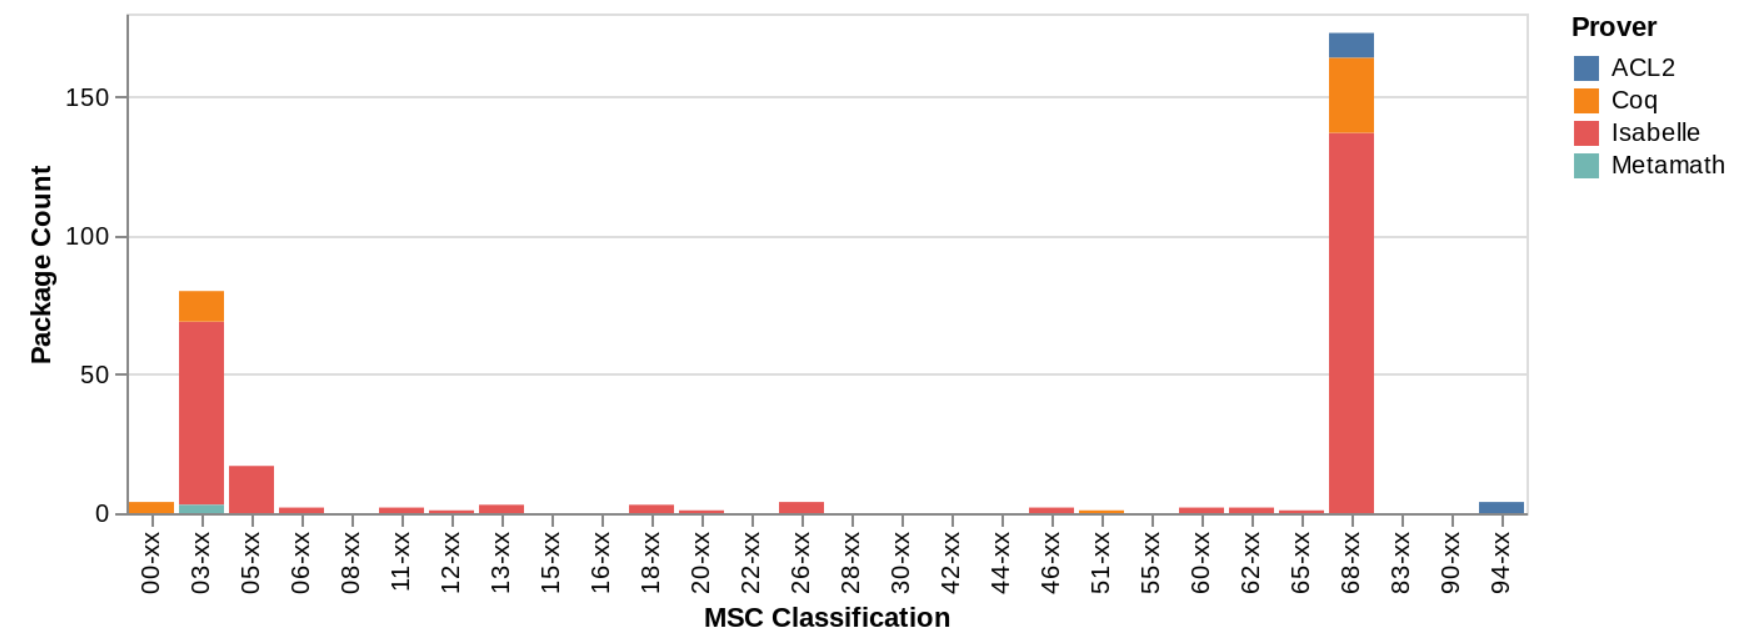 Prover
ACL2
Coq
Isabelle
Metamath
Package Count
150
100
50
0
00-xx
03-xx
05-xx
06-xx
08-xx
11-xx
12-xx
13-xx
15-xx
16-xx
18-xx
20-xx
22-xx
26-xx
28-xx
30-xx
42-xx
44-xx
46-xx
51-xx
55-xx
60-xx
62-xx
65-xx
68-xx
83-xx
90-xx
94-xx
MSC Classification